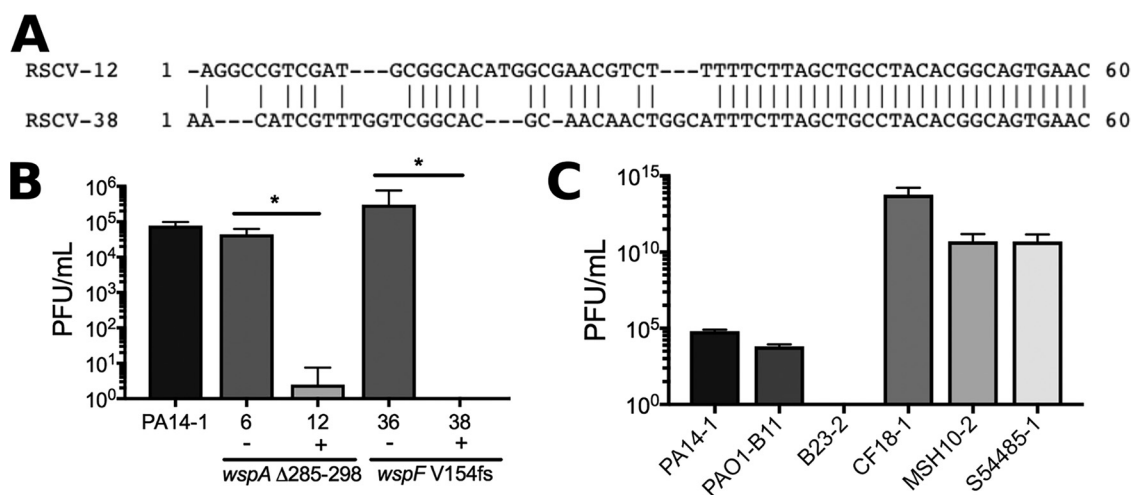 A
RSCV-12 1 -AGGCCGTCGAT---GCGGCACATGGCGAACGTCT---TTTTCTTAGCTGCCTACACGGCAGTGAAC 60
RSCV-38 1 AA---CATCGTTTGGTCGGCAC---GC-AACAACTGGCATTTCTTAGCTGCCTACACGGCAGTGAAC 60
B
PFU/mL
10⁶
10⁵
10⁴
10³
10²
10¹
10⁰
* *
PA14-1 6 12 36 38
- + - +
wspA Δ285-298 wspF V154fs
C
PFU/mL
10¹⁵
10¹⁰
10⁵
10⁰
PA14-1
PAO1-B11
B23-2
CF18-1
MSH10-2
S54485-1